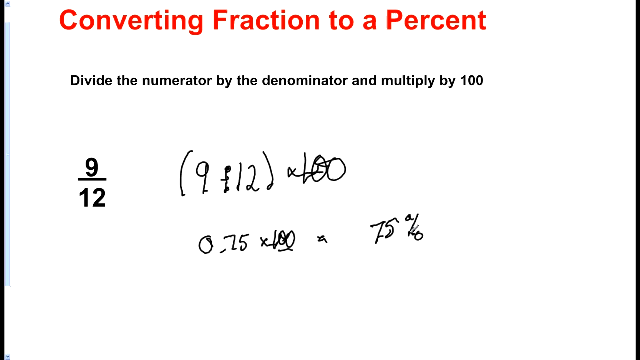 Converting Fraction to a Percent
Divide the numerator by the denominator and multiply by 100
9
12
(9 ÷ 12) × 100
0.75 × 100 = 75%